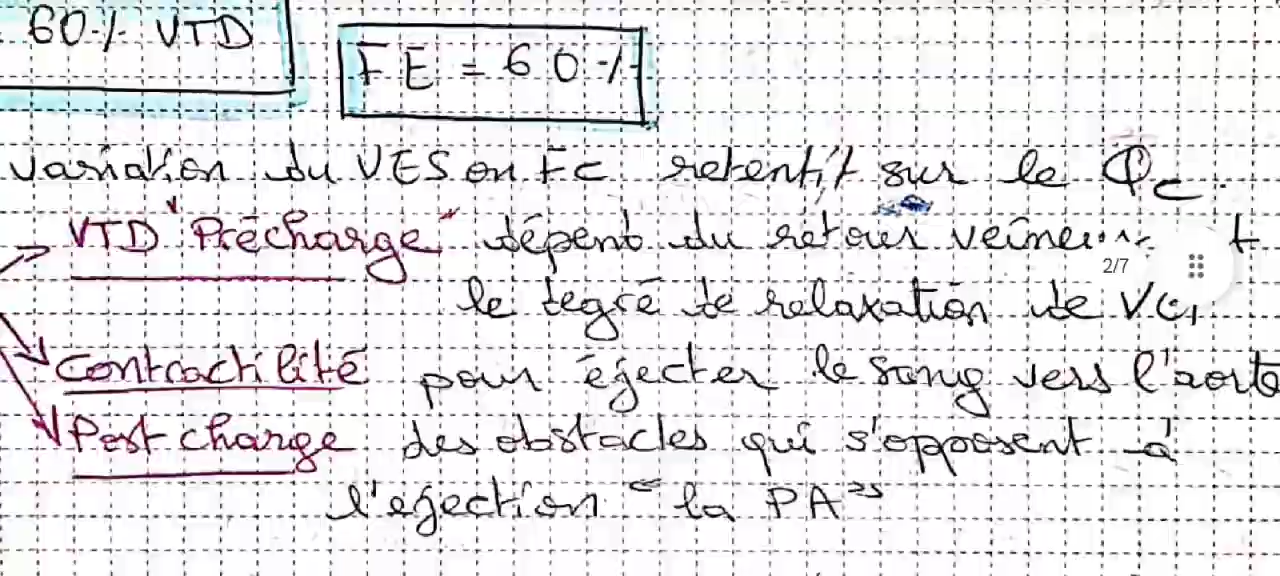 60% VTD
FE = 60%
variation du VES ou Fc retentit sur le Qc.
VTD "Précharge" dépent du retour veineux et
2/7
le degré de relaxation de VG,
Contractilité pour éjecter le sang vers l'aorte
Post charge des obstacles qui s'opposent à
l'éjection "la PA"